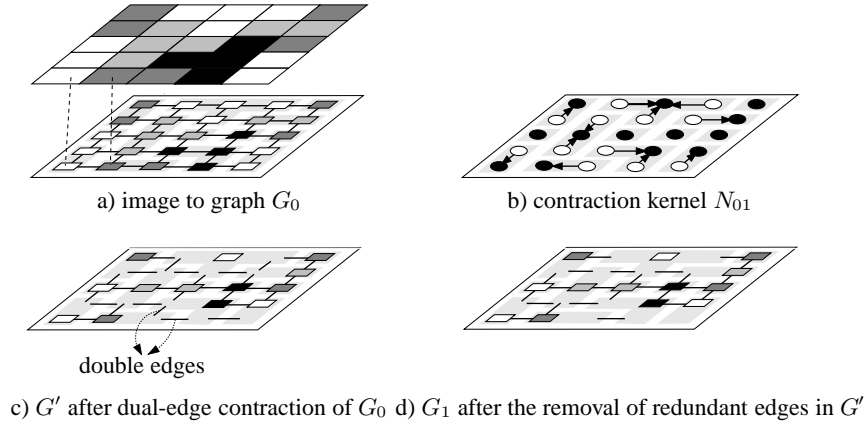 a) image to graph G₀
b) contraction kernel N₀₁
double edges
c) G′ after dual-edge contraction of G₀ d) G₁ after the removal of redundant edges in G′